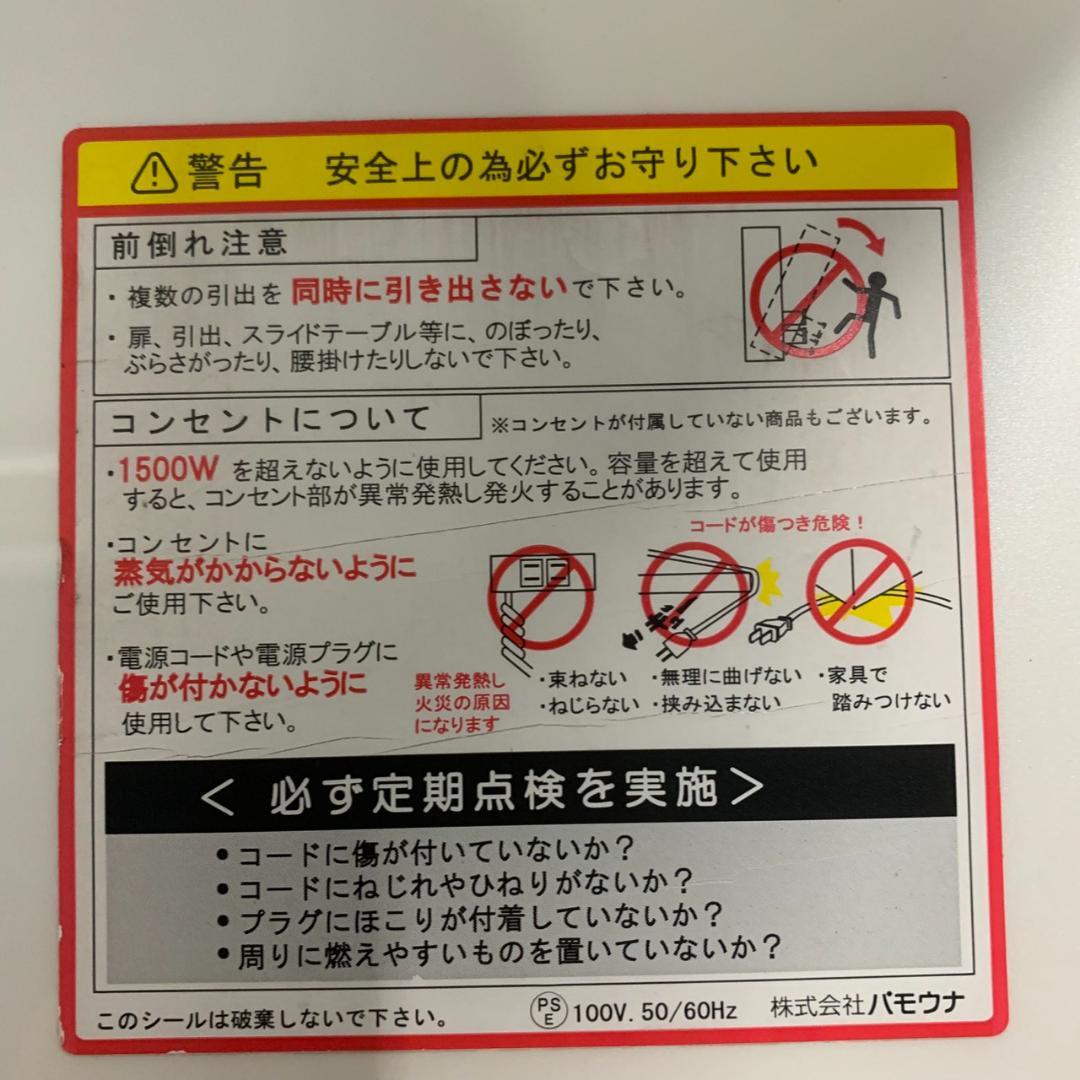 警告 安全上の為必ずお守り下さい
前倒れ注意
・複数の引出を 同時に引き出さないで下さい。
・扉、引出、スライドテーブル等に、のぼったり、
ぶらさがったり、腰掛けたりしないで下さい。
コンセントについて
※コンセントが付属していない商品もございます。
・1500W を超えないように使用してください。容量を超えて使用
すると、コンセント部が異常発熱し発火することがあります。
・コンセントに
蒸気がかからないように
ご使用下さい。
・電源コードや電源プラグに
傷が付かないように
使用して下さい。
コードが傷つき危険！
異常発熱し
火災の原因
になります
・束ねない
・ねじらない
・無理に曲げない
・挟み込まない
・家具で
踏みつけない
＜ 必ず定期点検を実施＞
●コードに傷が付いていないか？
●コードにねじれやひねりがないか？
●プラグにほこりが付着していないか？
●周りに燃えやすいものを置いていないか？
このシールは破棄しないで下さい。
PS
E
100V. 50/60Hz
株式会社パモウナ